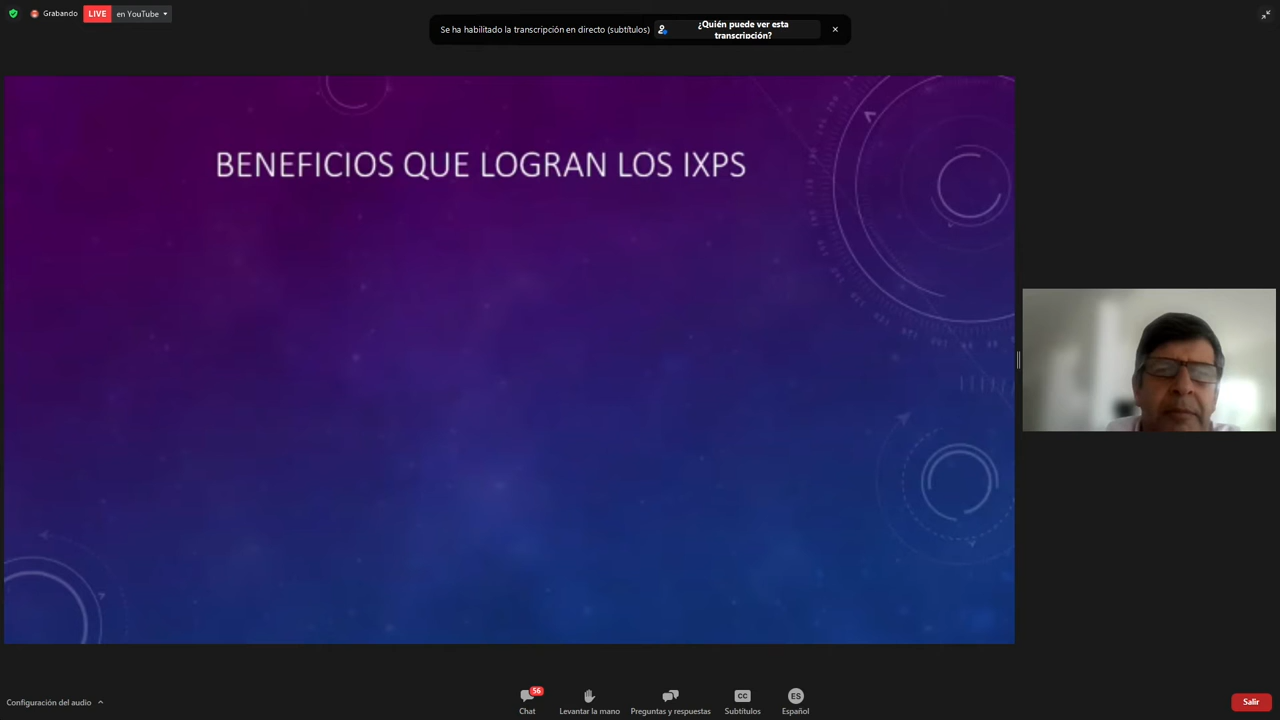 Grabando
LIVE
en YouTube
Se ha habilitado la transcripción en directo (subtítulos)
¿Quién puede ver esta
transcripción?
BENEFICIOS QUE LOGRAN LOS IXPS
Configuración del audio
56
Chat
Levantar la mano
Preguntas y respuestas
CC
Subtítulos
ES
Español
Salir